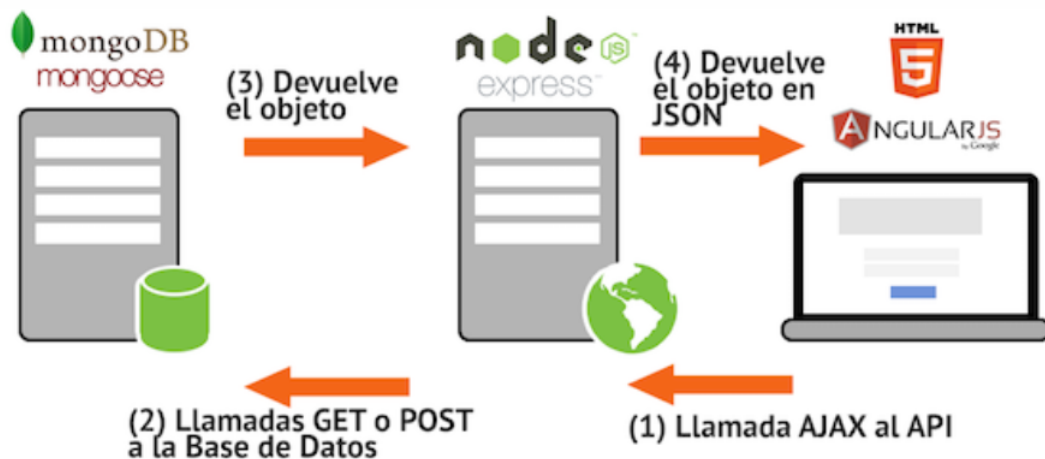 mongoDB
mongoose
(3) Devuelve
el objeto
node JS
express
(4) Devuelve
el objeto en
JSON
HTML
5
ANGULARJS
by Google
(2) Llamadas GET o POST
a la Base de Datos
(1) Llamada AJAX al API